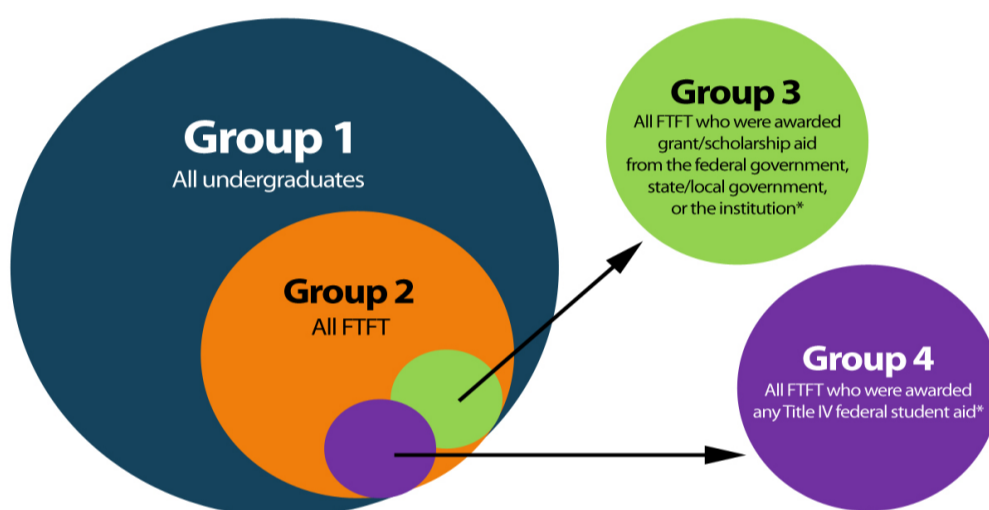 Group 1
All undergraduates
Group 2
All FTFT
Group 3
All FTFT who were awarded
grant/scholarship aid
from the federal government,
state/local government,
or the institution*
Group 4
All FTFT who were awarded
any Title IV federal student aid*